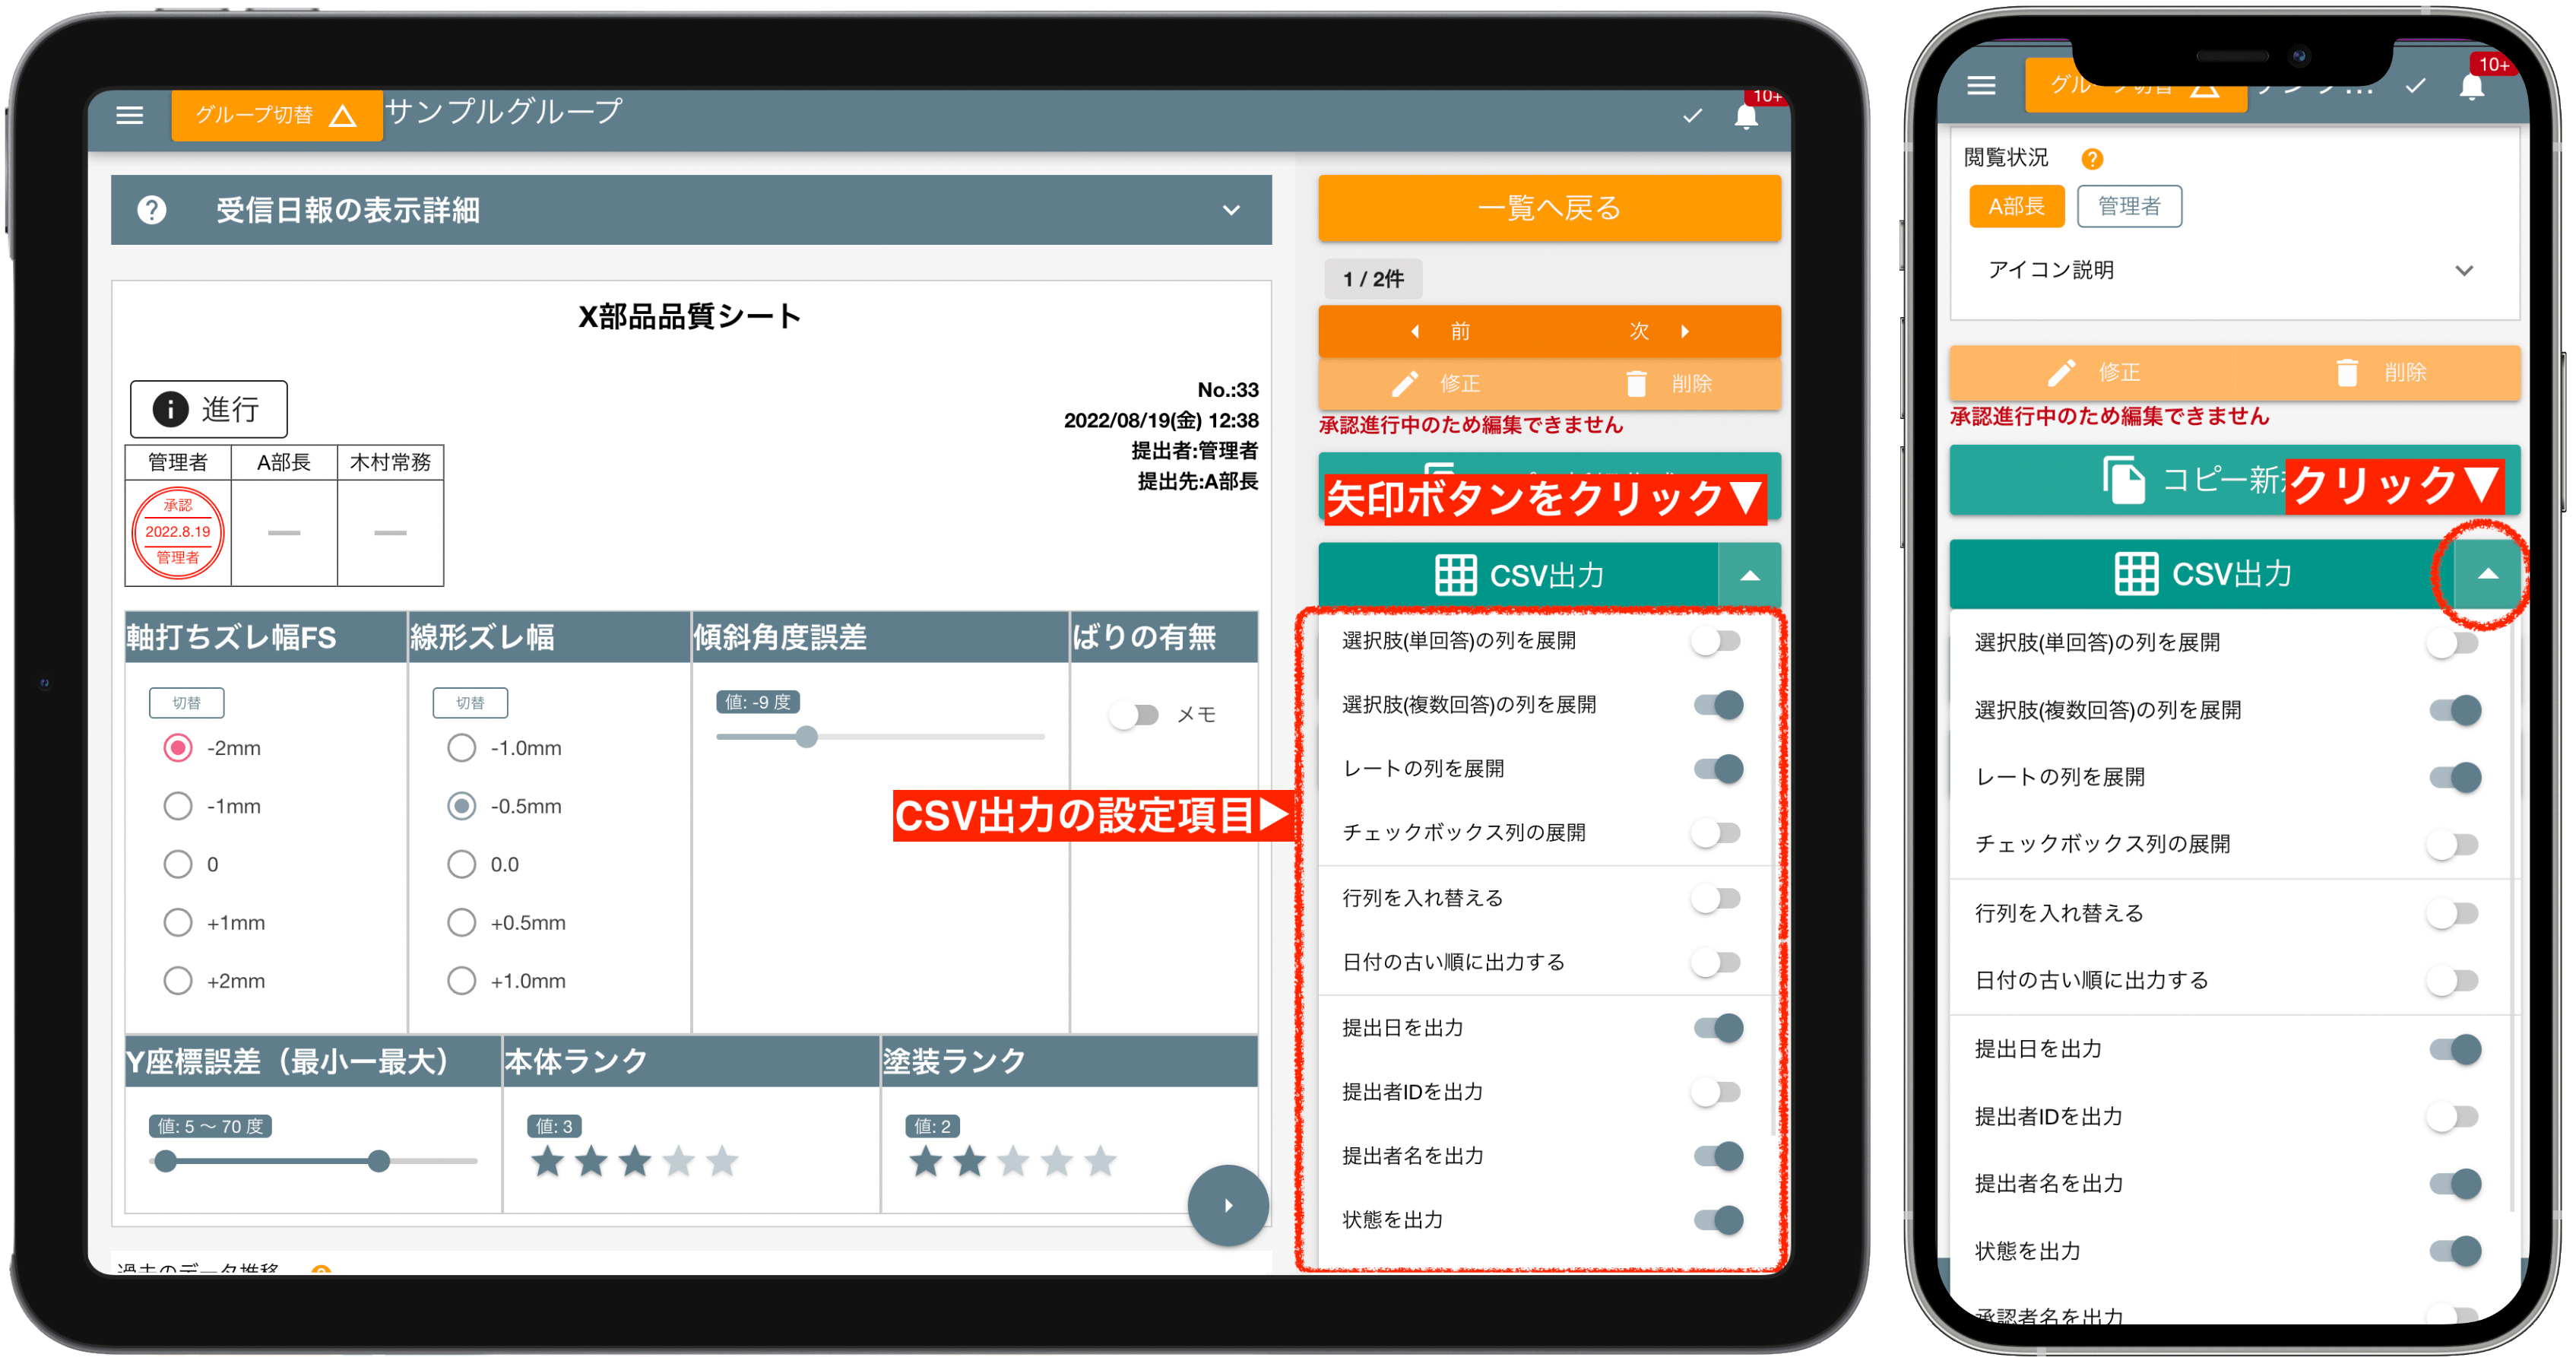 グループ切替
サンプルグループ
10+
受信日報の表示詳細
X部品品質シート
進行
No.:33
2022/08/19(金) 12:38
提出者:管理者
提出先:A部長
管理者
A部長
木村常務
承認
2022.8.19
管理者
軸打ちズレ幅FS
線形ズレ幅
傾斜角度誤差
ばりの有無
切替
-2mm
-1mm
0
+1mm
+2mm
切替
-1.0mm
-0.5mm
0.0
+0.5mm
+1.0mm
値: -9 度
メモ
CSV出力の設定項目▶
Y座標誤差（最小ー最大）
本体ランク
塗装ランク
値: 5 〜 70 度
値: 3
値: 2
過去のデータ推移
一覧へ戻る
1 / 2件
前
次
修正
削除
承認進行中のため編集できません
矢印ボタンをクリック▼
CSV出力
選択肢(単回答)の列を展開
選択肢(複数回答)の列を展開
レートの列を展開
チェックボックス列の展開
行列を入れ替える
日付の古い順に出力する
提出日を出力
提出者IDを出力
提出者名を出力
状態を出力
10+
閲覧状況
A部長
管理者
アイコン説明
修正
削除
承認進行中のため編集できません
コピー新
クリック▼
CSV出力
選択肢(単回答)の列を展開
選択肢(複数回答)の列を展開
レートの列を展開
チェックボックス列の展開
行列を入れ替える
日付の古い順に出力する
提出日を出力
提出者IDを出力
提出者名を出力
状態を出力
承認者名を出力